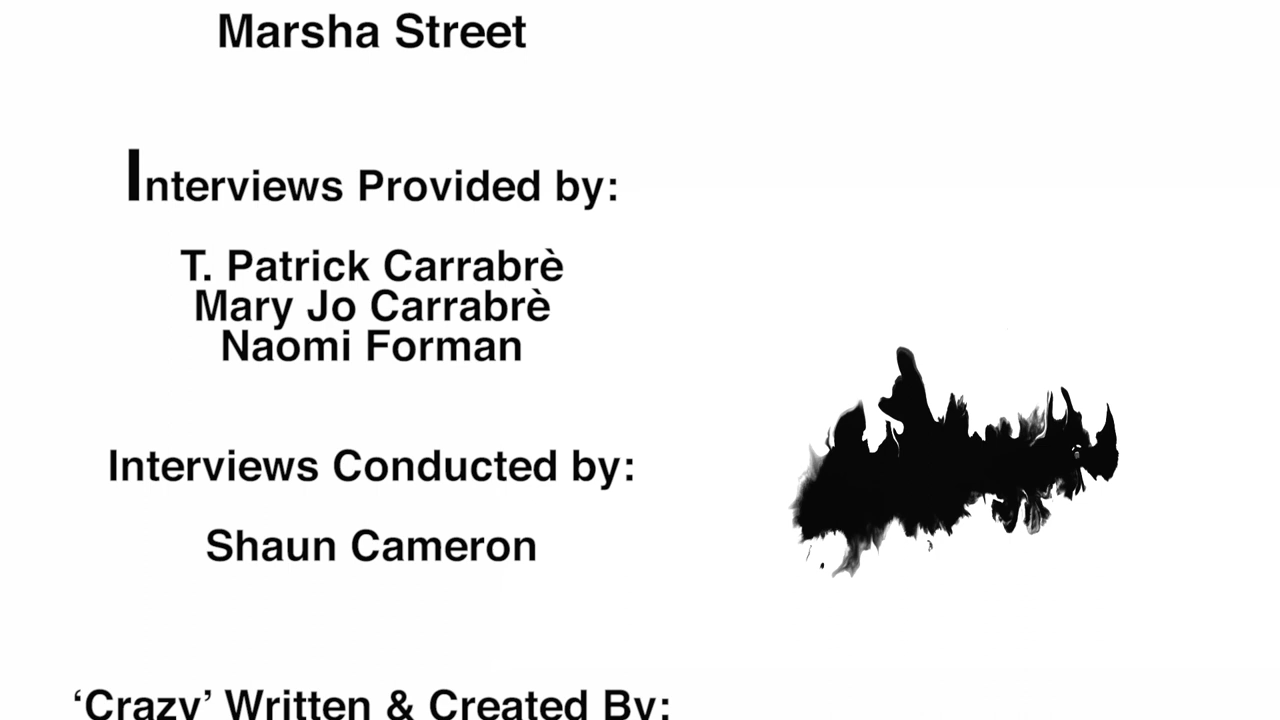 Marsha Street
Interviews Provided by:
T. Patrick Carrabrè
Mary Jo Carrabrè
Naomi Forman
Interviews Conducted by:
Shaun Cameron
‘Crazy’ Written & Created By: